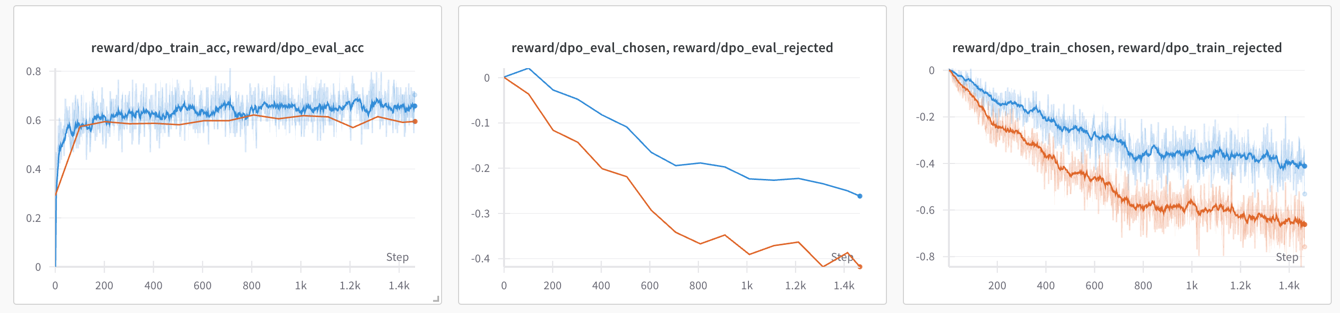 reward/dpo_train_acc, reward/dpo_eval_acc
0.8
0.6
0.4
0.2
0
Step
0 200 400 600 800 1k 1.2k 1.4k
reward/dpo_eval_chosen, reward/dpo_eval_rejected
0
-0.1
-0.2
-0.3
-0.4
Step
0 200 400 600 800 1k 1.2k 1.4k
reward/dpo_train_chosen, reward/dpo_train_rejected
0
-0.2
-0.4
-0.6
-0.8
Step
200 400 600 800 1k 1.2k 1.4k